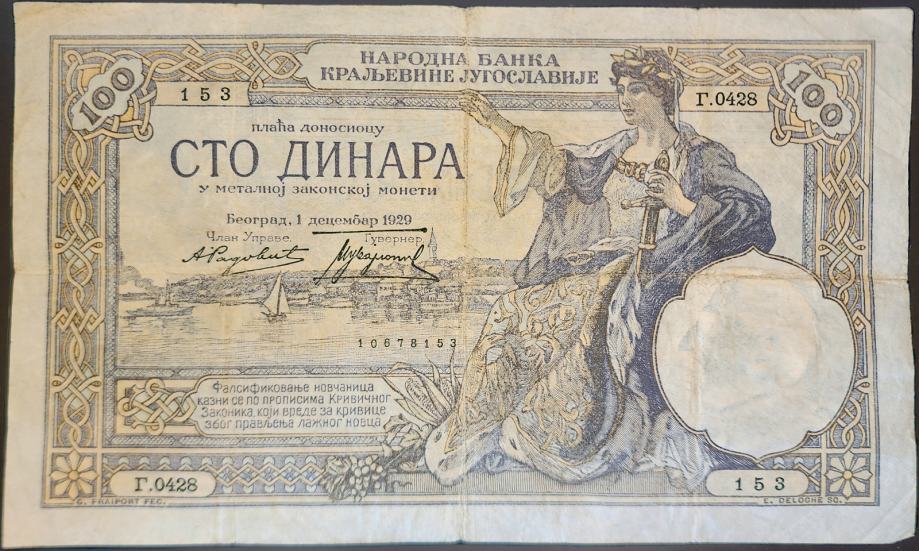 НАРОДНА БАНКА
КРАЉЕВИНЕ ЈУГОСЛАВИЈЕ
100
100
153
Г.0428
плаћа доносиоцу
СТО ДИНАРА
у металној законској монети
Београд, 1 децембар 1929
Члан Управе,
Гувернер,
10678153
Фалсификовање новчаница
казни се по прописима Кривичног
Законика, који вреде за кривице
због прављења лажног новца
Г.0428
153
G. FRAIPORT FEC.
E. DELOCHE SC.